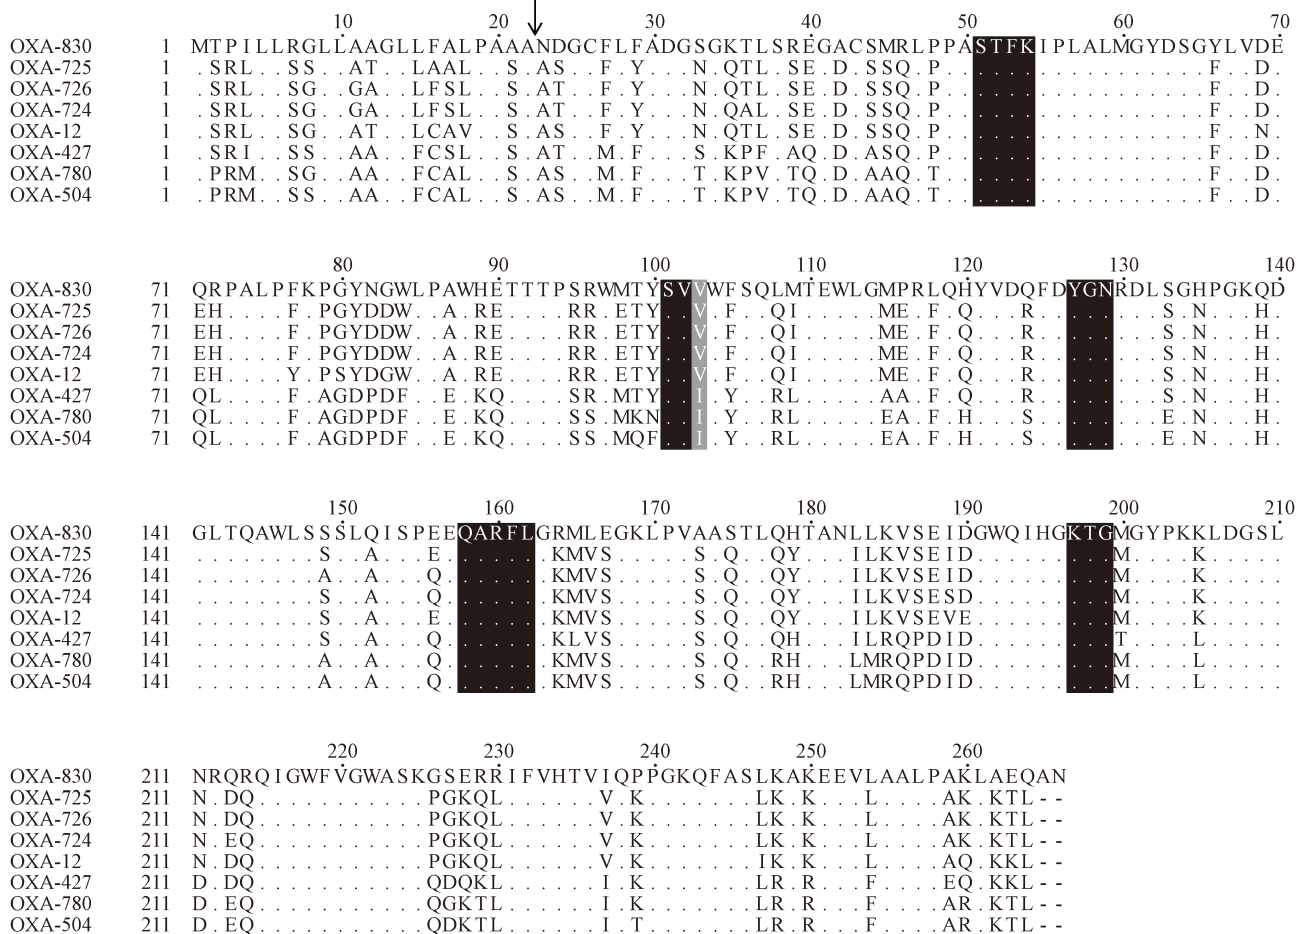 10 20 30 40 50 60 70
OXA-830 1 MTPILLRGLLAAGLLFALPAAANDGCFLFADGSGKTLSREGACSMRLPPASTFKIPLALMGYDSGYLVDE
OXA-725 1 .SRL..SS..AT..LAAL..S.AS..F.Y...N.QTL.SE.D.SSQ.P.................F..D.
OXA-726 1 .SRL..SG..GA..LFSL..S.AT..F.Y...N.QTL.SE.D.SSQ.P.................F..D.
OXA-724 1 .SRL..SG..GA..LFSL..S.AT..F.Y...N.QAL.SE.D.SSQ.P.................F..D.
OXA-12 1 .SRL..SG..AT..LCAV..S.AS..F.Y...N.QTL.SE.D.SSQ.P.................F..N.
OXA-427 1 .SRI..SS..AA..FCSL..S.AT..M.F...S.KPF.AQ.D.ASQ.P.................F..D.
OXA-780 1 .PRM..SG..AA..FCAL..S.AS..M.F...T.KPV.TQ.D.AAQ.T.................F..D.
OXA-504 1 .PRM..SS..AA..FCAL..S.AS..M.F...T.KPV.TQ.D.AAQ.T.................F..D.
80 90 100 110 120 130 140
OXA-830 71 QRPALPFKPGYNGWLPAWHETTTPSRWMTYSVVWFSQLMTEWLGMPRLQHYVDQFDYGNRDLSGHPGKQD
OXA-725 71 EH....F.PGYDDW..A.RE....RR.ETY..V.F..QI.....ME.F.Q...R........S.N...H.
OXA-726 71 EH....F.PGYDDW..A.RE....RR.ETY..V.F..QI.....ME.F.Q...R........S.N...H.
OXA-724 71 EH....F.PGYDDW..A.RE....RR.ETY..V.F..QI.....ME.F.Q...R........S.N...H.
OXA-12 71 EH....Y.PSYDGW..A.RE....RR.ETY..V.F..QI.....ME.F.Q...R........S.N...H.
OXA-427 71 QL....F.AGDPDF..E.KQ....SS.MTY..I.Y..RL.....AA.F.Q...R........S.N...H.
OXA-780 71 QL....F.AGDPDF..E.KQ....SS.MKN..I.Y..RL.....EA.F.H...S........E.N...H.
OXA-504 71 QL....F.AGDPDF..E.KQ....SS.MQF..I.Y..RL.....EA.F.H...S........E.N...H.
150 160 170 180 190 200 210
OXA-830 141 GLTQAWLSSSLQISPEEQARFLGRMLEGKLPVAASTLQHTANLLKVSEIDGWQIHGKTGMGYPKKLDGSL
OXA-725 141 ........S..A...E.......KMVS.....S.Q..QY...ILKVSEID.........M....K.....
OXA-726 141 ........A..A...Q.......KMVS.....S.Q..QY...ILKVSEID.........M....K.....
OXA-724 141 ........S..A...Q.......KMVS.....S.Q..QY...ILKVSESD.........M....K.....
OXA-12 141 ........S..A...E.......KMVS.....S.Q..QY...ILKVSEVE.........M....K.....
OXA-427 141 ........S..A...Q.......KLVS.....S.Q..QH...ILRQPDID.........T....L.....
OXA-780 141 ........A..A...Q.......KMVS.....S.Q..RH...LMRQPDID.........M....L.....
OXA-504 141 ........A..A...Q.......KMVS.....S.Q..RH...LMRQPDID.........M....L.....
220 230 240 250 260
OXA-830 211 NRQRQIGWFVGWASKGSERRIFVHTVIQPPGKQFASLKAKEEVLAALPAKLAEQAN
OXA-725 211 N.DQ...........PGKQL......V.K.......LK.K...L....AK.KTL--
OXA-726 211 N.DQ...........PGKQL......V.K.......LK.K...L....AK.KTL--
OXA-724 211 N.EQ...........PGKQL......V.K.......LK.K...L....AK.KTL--
OXA-12 211 N.DQ...........PGKQL......V.K.......IK.K...L....AQ.KKL--
OXA-427 211 D.DQ...........QDQKL......I.K.......LR.R...F....EQ.KKL--
OXA-780 211 D.EQ...........QGKTL......I.K.......LR.R...F....AR.KTL--
OXA-504 211 D.EQ...........QDKTL......I.T.......LR.R...F....AR.KTL--